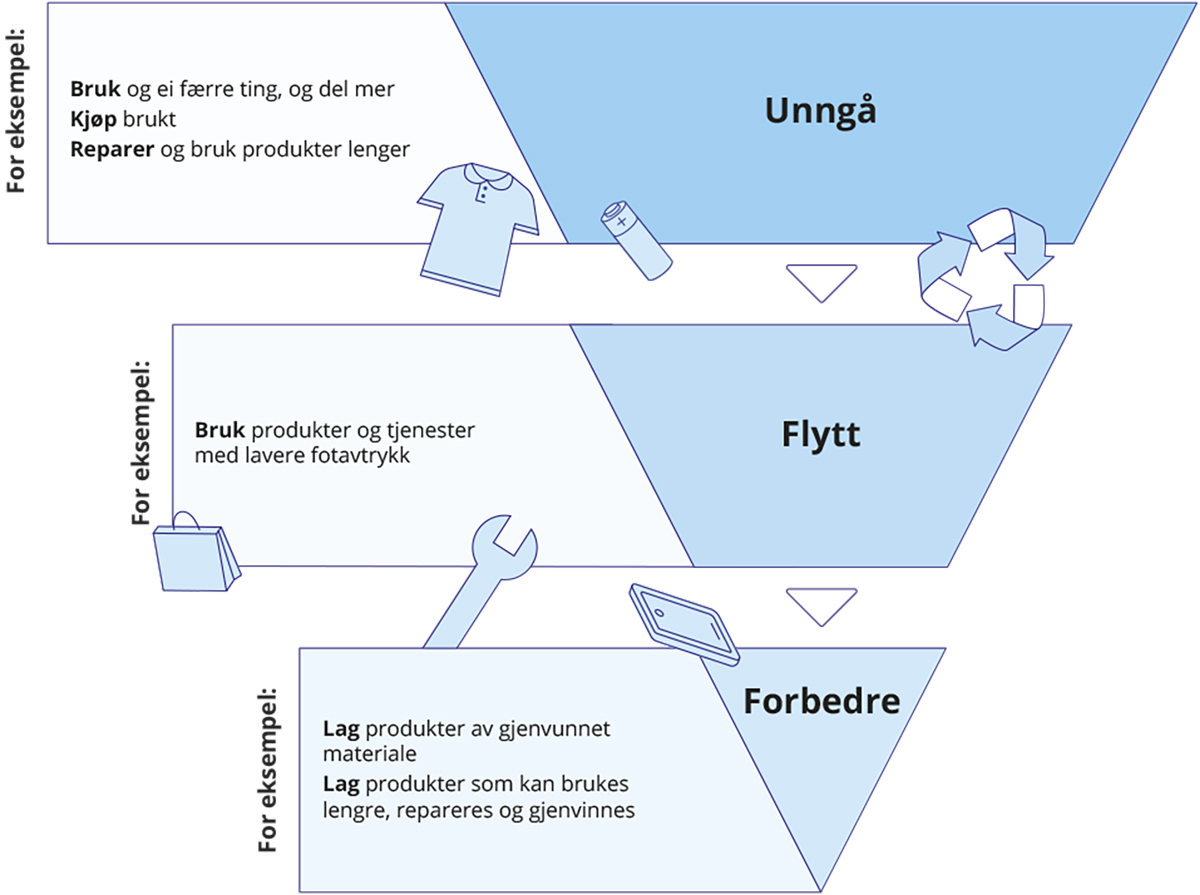 For eksempel:
Bruk og ei færre ting, og del mer
Kjøp brukt
Reparer og bruk produkter lenger
Unngå
For eksempel:
Bruk produkter og tjenester
med lavere fotavtrykk
Flytt
For eksempel:
Lag produkter av gjenvunnet
materiale
Lag produkter som kan brukes
lengre, repareres og gjenvinnes
Forbedre